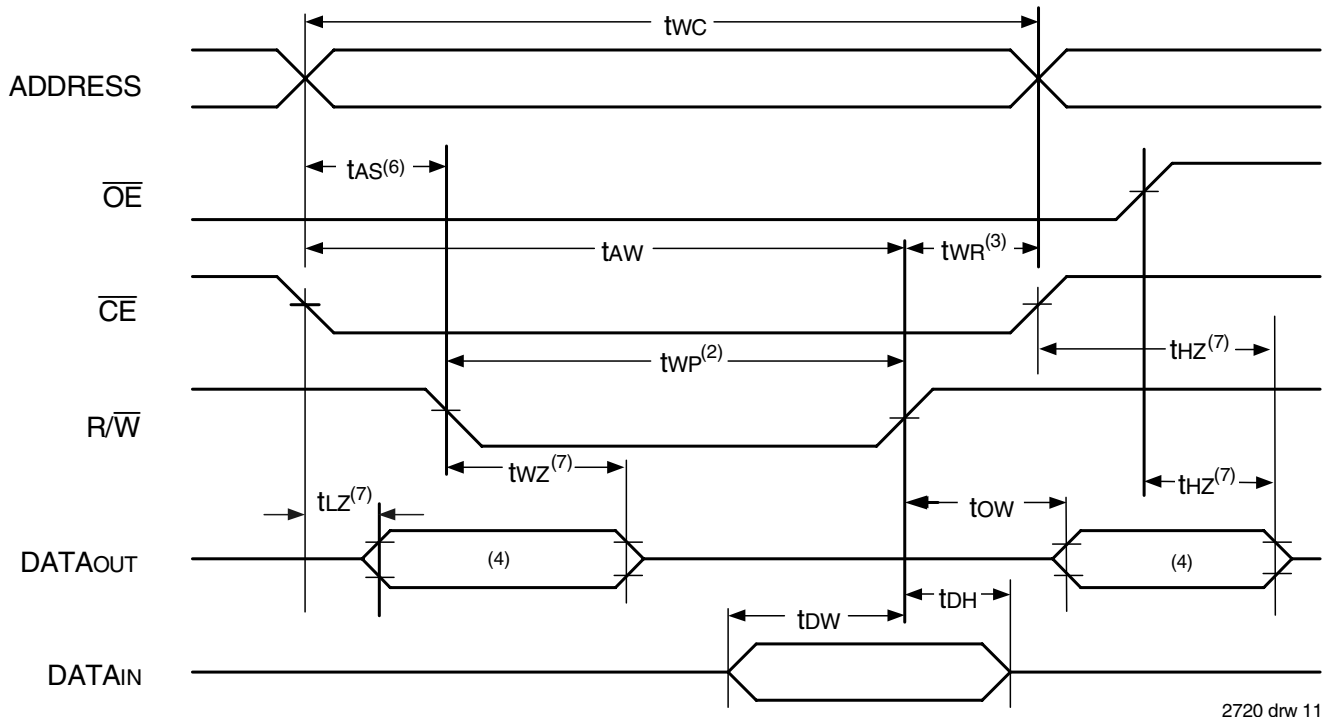 tWC
ADDRESS
tAS(6)
OE
tAW
tWR(3)
CE
tWP(2)
tHZ(7)
R/W
tWZ(7)
tHZ(7)
tLZ(7)
tOW
DATAOUT
(4)
(4)
tDH
tDW
DATAIN
2720 drw 11